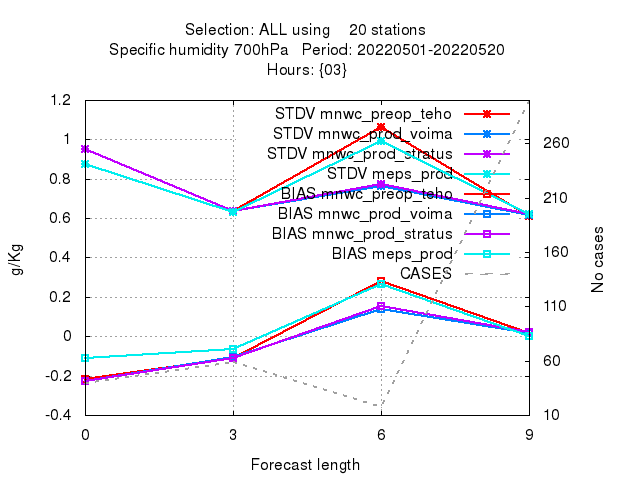 Selection: ALL using    20 stations
Specific humidity 700hPa   Period: 20220501-20220520
Hours: {03}
1.2
1
0.8
0.6
0.4
0.2
0
-0.2
-0.4
g/Kg
STDV mnwc_preop_teho
STDV mnwc_prod_voima
STDV mnwc_prod_stratus
STDV meps_prod
BIAS mnwc_preop_teho
BIAS mnwc_prod_voima
BIAS mnwc_prod_stratus
BIAS meps_prod
CASES
260
210
160
110
60
10
No cases
0 3 6 9
Forecast length